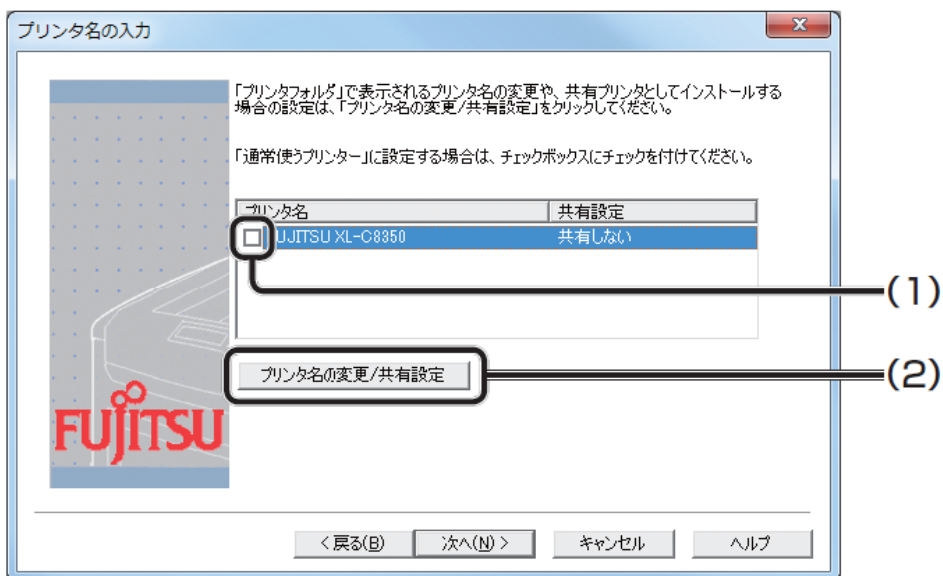 プリンタ名の入力
「プリンタフォルダ」で表示されるプリンタ名の変更や、共有プリンタとしてインストールする
場合の設定は、「プリンタ名の変更/共有設定」をクリックしてください。
「通常使うプリンター」に設定する場合は、チェックボックスにチェックを付けてください。
プリンタ名 共有設定
UJITSU XL-C8350 共有しない
(1)
プリンタ名の変更/共有設定
(2)
FUJITSU
< 戻る(B) 次へ(N) > キャンセル ヘルプ